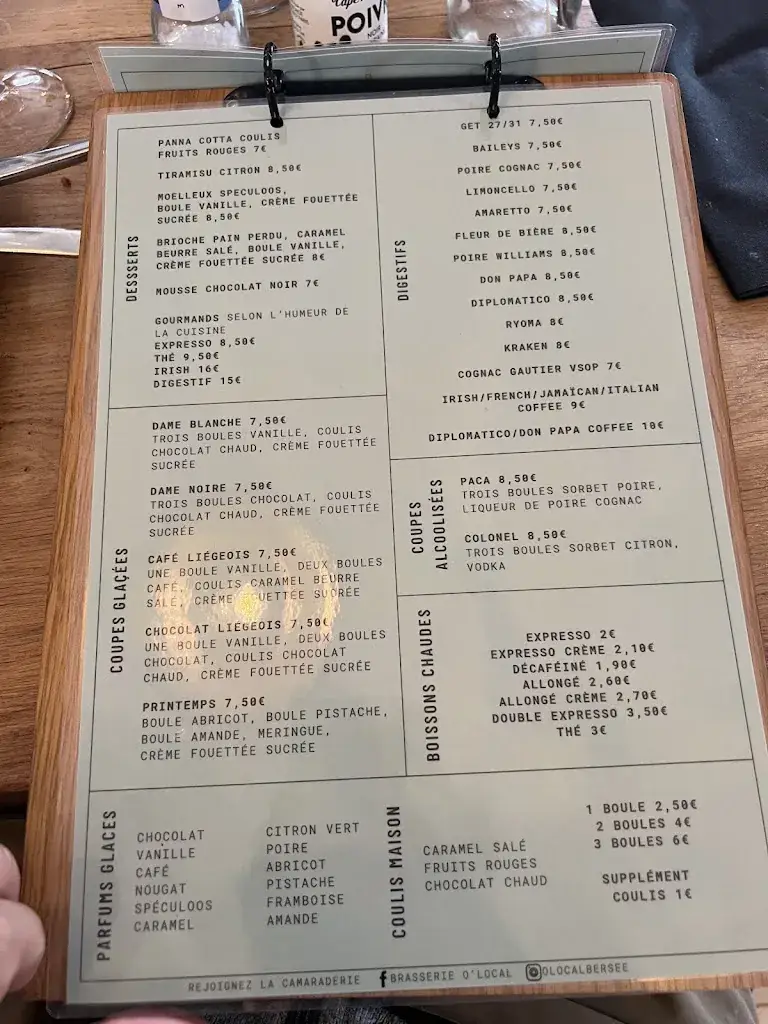 POIV
PANNA COTTA COULIS
FRUITS ROUGES 7€
TIRAMISU CITRON 8,50€
MOELLEUX SPECULOOS,
BOULE VANILLE, CRÈME FOUETTÉE
SUCRÉE 8,50€
BRIOCHE PAIN PERDU, CARAMEL
BEURRE SALÉ, BOULE VANILLE,
CRÈME FOUETTÉE SUCRÉE 8€
MOUSSE CHOCOLAT NOIR 7€
GOURMANDS SELON L'HUMEUR DE
LA CUISINE
EXPRESSO 8,50€
THÉ 9,50€
IRISH 16€
DIGESTIF 15€
DESSSERTS
DAME BLANCHE 7,50€
TROIS BOULES VANILLE, COULIS
CHOCOLAT CHAUD, CRÈME FOUETTÉE
SUCRÉE
DAME NOIRE 7,50€
TROIS BOULES CHOCOLAT, COULIS
CHOCOLAT CHAUD, CRÈME FOUETTÉE
SUCRÉE
CAFÉ LIÉGEOIS 7,50€
UNE BOULE VANILLE, DEUX BOULES
CAFÉ, COULIS CARAMEL BEURRE
SALÉ, CRÈME FOUETTÉE SUCRÉE
CHOCOLAT LIÉGEOIS 7,50€
UNE BOULE VANILLE, DEUX BOULES
CHOCOLAT, COULIS CHOCOLAT
CHAUD, CRÈME FOUETTÉE SUCRÉE
PRINTEMPS 7,50€
BOULE ABRICOT, BOULE PISTACHE,
BOULE AMANDE, MERINGUE,
CRÈME FOUETTÉE SUCRÉE
COUPES GLAÇÉES
GET 27/31 7,50€
BAILEYS 7,50€
POIRE COGNAC 7,50€
LIMONCELLO 7,50€
AMARETTO 7,50€
FLEUR DE BIÈRE 8,50€
POIRE WILLIAMS 8,50€
DON PAPA 8,50€
DIPLOMATICO 8,50€
RYOMA 8€
KRAKEN 8€
COGNAC GAUTIER VSOP 7€
IRISH/FRENCH/JAMAÏCAN/ITALIAN
COFFEE 9€
DIPLOMATICO/DON PAPA COFFEE 10€
DIGESTIFS
COUPES
ALCOOLISÉES
PACA 8,50€
TROIS BOULES SORBET POIRE,
LIQUEUR DE POIRE COGNAC
COLONEL 8,50€
TROIS BOULES SORBET CITRON,
VODKA
BOISSONS CHAUDES
EXPRESSO 2€
EXPRESSO CRÈME 2,10€
DÉCAFÉINÉ 1,90€
ALLONGÉ 2,60€
ALLONGÉ CRÈME 2,70€
DOUBLE EXPRESSO 3,50€
THÉ 3€
PARFUMS GLACES
CHOCOLAT
VANILLE
CAFÉ
NOUGAT
SPÉCULOOS
CARAMEL
CITRON VERT
POIRE
ABRICOT
PISTACHE
FRAMBOISE
AMANDE
COULIS MAISON
CARAMEL SALÉ
FRUITS ROUGES
CHOCOLAT CHAUD
1 BOULE 2,50€
2 BOULES 4€
3 BOULES 6€
SUPPLÉMENT
COULIS 1€
REJOIGNEZ LA CAMARADERIE BRASSERIE O'LOCAL OLOCALBERSEE